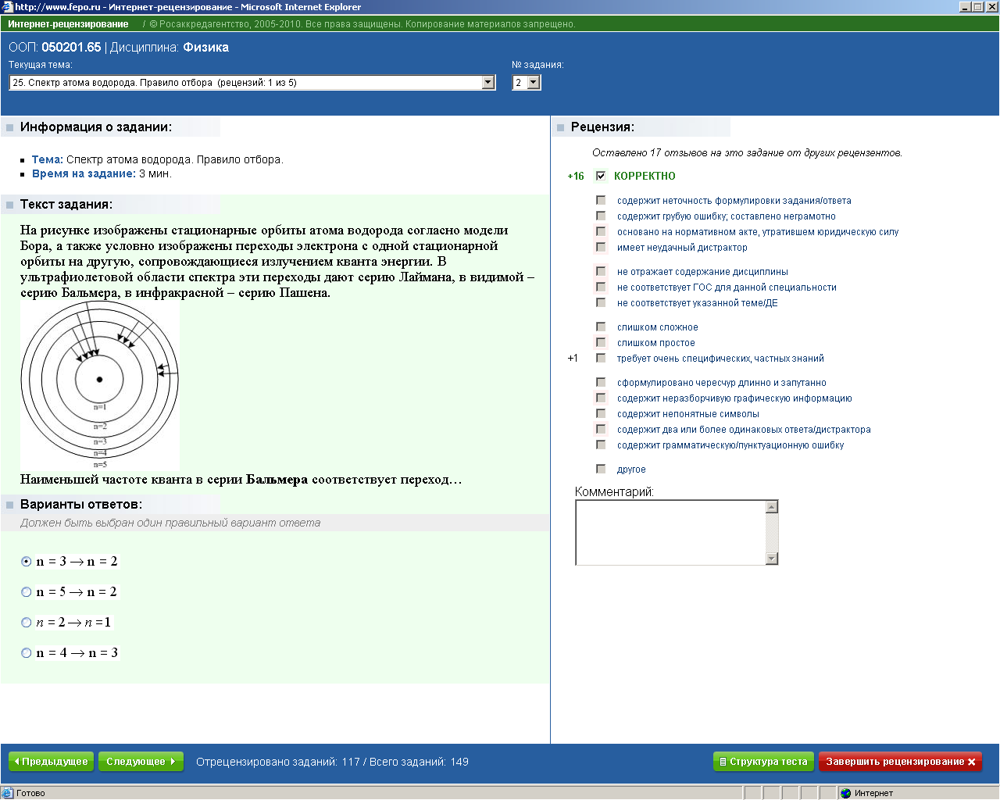 http://www.fepo.ru - Интернет-рецензирование - Microsoft Internet Explorer
Интернет-рецензирование / © Росаккредагентство, 2005-2010. Все права защищены. Копирование материалов запрещено.
ООП: 050201.65 | Дисциплина: Физика
Текущая тема: № задания:
25. Спектр атома водорода. Правило отбора (рецензий: 1 из 5) 2
Информация о задании:
Тема: Спектр атома водорода. Правило отбора.
Время на задание: 3 мин.
Текст задания:
На рисунке изображены стационарные орбиты атома водорода согласно модели
Бора, а также условно изображены переходы электрона с одной стационарной
орбиты на другую, сопровождающиеся излучением кванта энергии. В
ультрафиолетовой области спектра эти переходы дают серию Лаймана, в видимой –
серию Бальмера, в инфракрасной – серию Пашена.
n=1
n=2
n=3
n=4
n=5
Наименьшей частоте кванта в серии Бальмера соответствует переход…
Варианты ответов:
Должен быть выбран один правильный вариант ответа
n = 3 → n = 2
n = 5 → n = 2
n = 2 → n = 1
n = 4 → n = 3
Рецензия:
Оставлено 17 отзывов на это задание от других рецензентов.
+16 КОРРЕКТНО
содержит неточность формулировки задания/ответа
содержит грубую ошибку; составлено неграмотно
основано на нормативном акте, утратившем юридическую силу
имеет неудачный дистрактор
не отражает содержание дисциплины
не соответствует ГОС для данной специальности
не соответствует указанной теме/ДЕ
слишком сложное
слишком простое
+1 требует очень специфических, частных знаний
сформулировано чересчур длинно и запутанно
содержит неразборчивую графическую информацию
содержит непонятные символы
содержит два или более одинаковых ответа/дистрактора
содержит грамматическую/пунктуационную ошибку
другое
Комментарий:
Предыдущее Следующее Отрецензировано заданий: 117 / Всего заданий: 149 Структура теста Завершить рецензирование
Готово Интернет